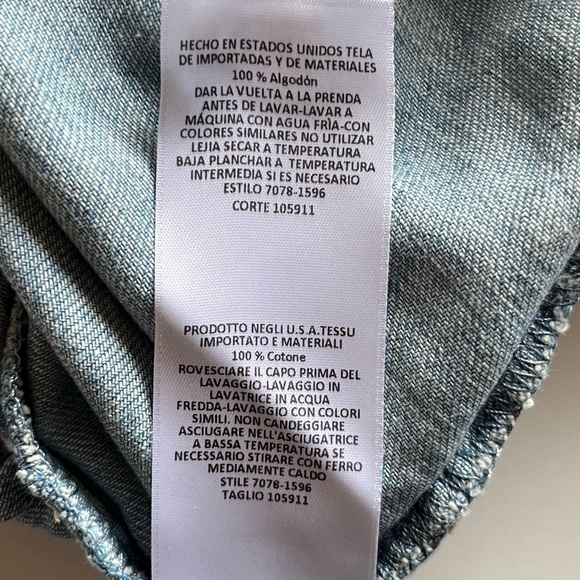 HECHO EN ESTADOS UNIDOS TELA
DE IMPORTADAS Y DE MATERIALES
100 % Algodón
DAR LA VUELTA A LA PRENDA
ANTES DE LAVAR-LAVAR A
MÁQUINA CON AGUA FRÌA-CON
COLORES SIMILARES NO UTILIZAR
LEJIA SECAR A TEMPERATURA
BAJA PLANCHAR A TEMPERATURA
INTERMEDIA SI ES NECESARIO
ESTILO 7078-1596
CORTE 105911
PRODOTTO NEGLI U.S.A.TESSU
IMPORTATO E MATERIALI
100 % Cotone
ROVESCIARE IL CAPO PRIMA DEL
LAVAGGIO-LAVAGGIO IN
LAVATRICE IN ACQUA
FREDDA-LAVAGGIO CON COLORI
SIMILI. NON CANDEGGIARE
ASCIUGARE NELL'ASCIUGATRICE
A BASSA TEMPERATURA SE
NECESSARIO STIRARE CON FERRO
MEDIAMENTE CALDO
STILE 7078-1596
TAGLIO 105911